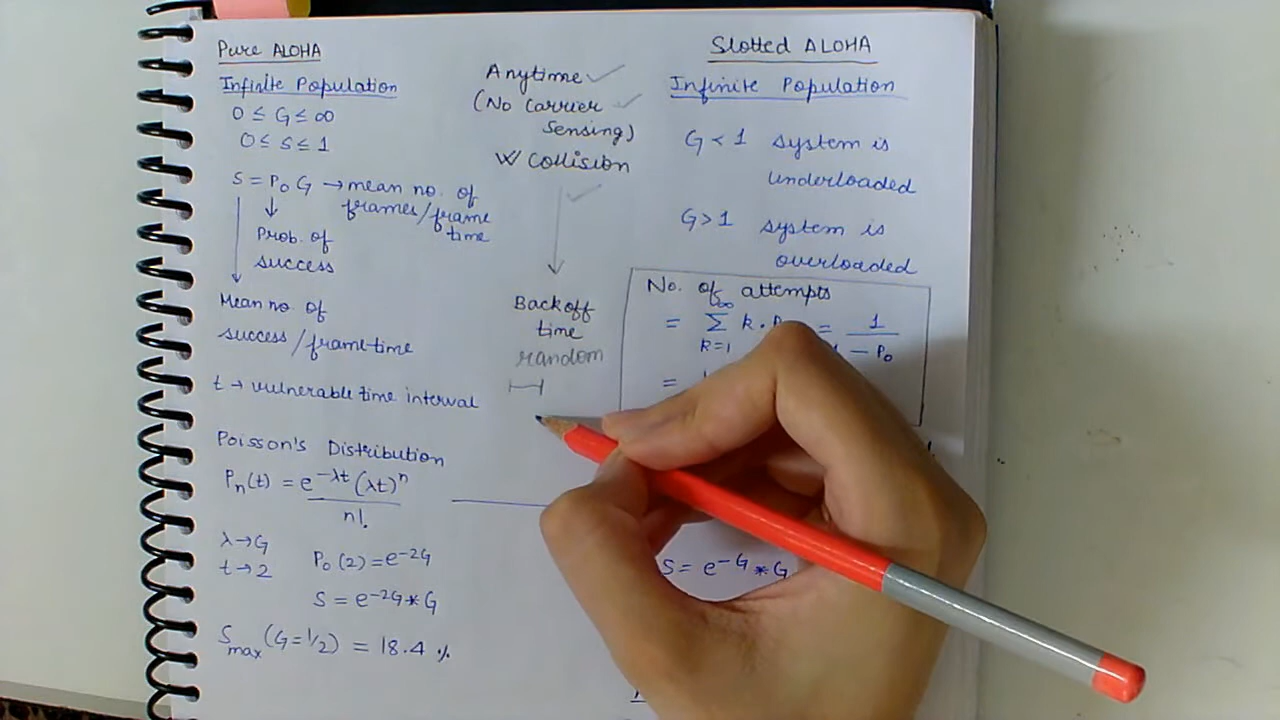 Pure ALOHA
Infinite Population
0 ≤ G ≤ ∞
0 ≤ S ≤ 1
S = P₀ G → mean no. of
frames/frame
time
↓
Prob. of
success
Mean no. of
success/frame time
t → vulnerable time interval
Poisson's Distribution
Pₙ(t) = e^-λt (λt)^n
n!
λ → G
t → 2
P₀(2) = e^-2G
S = e^-2G * G
S_max (G = 1/2) = 18.4 %
Anytime ✓
(No carrier ✓
sensing)
W/ Collision
✓
Backoff
time
random
Slotted ALOHA
Infinite Population
G < 1 system is
underloaded
G > 1 system is
overloaded
No. of attempts
= ∞ Σ k=1 k. = 1
— P₀
=
S = e^-G * G